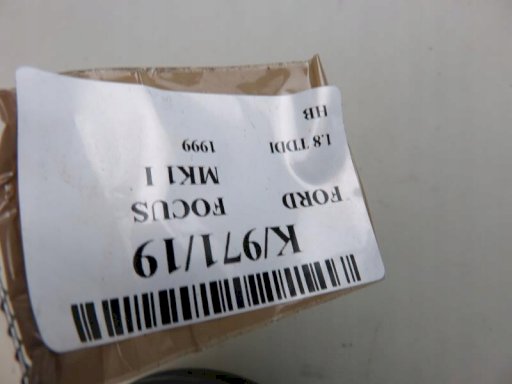 K/971/19
FORD FOCUS
MK1 I
1.8 TDDI 1999
HB